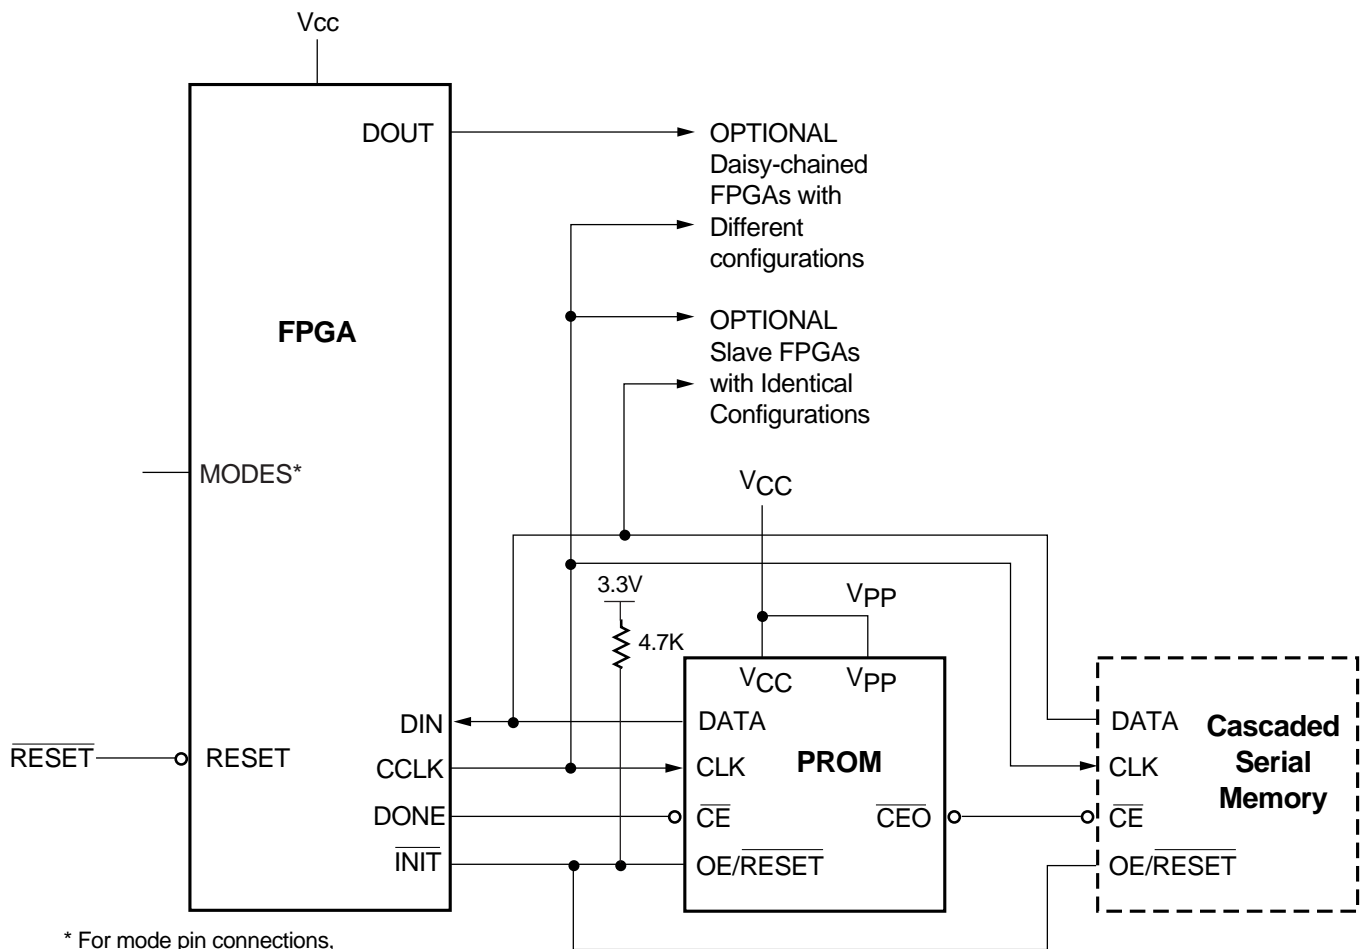 Vcc
DOUT
OPTIONAL
Daisy-chained
FPGAs with
Different
configurations
FPGA
OPTIONAL
Slave FPGAs
with Identical
Configurations
MODES*
VCC
3.3V
4.7K
VPP
VCC
VPP
DIN
DATA
DATA
Cascaded
Serial
Memory
RESET
RESET
CCLK
CLK
PROM
CLK
DONE
CE
CEO
CE
INIT
OE/RESET
OE/RESET
* For mode pin connections,